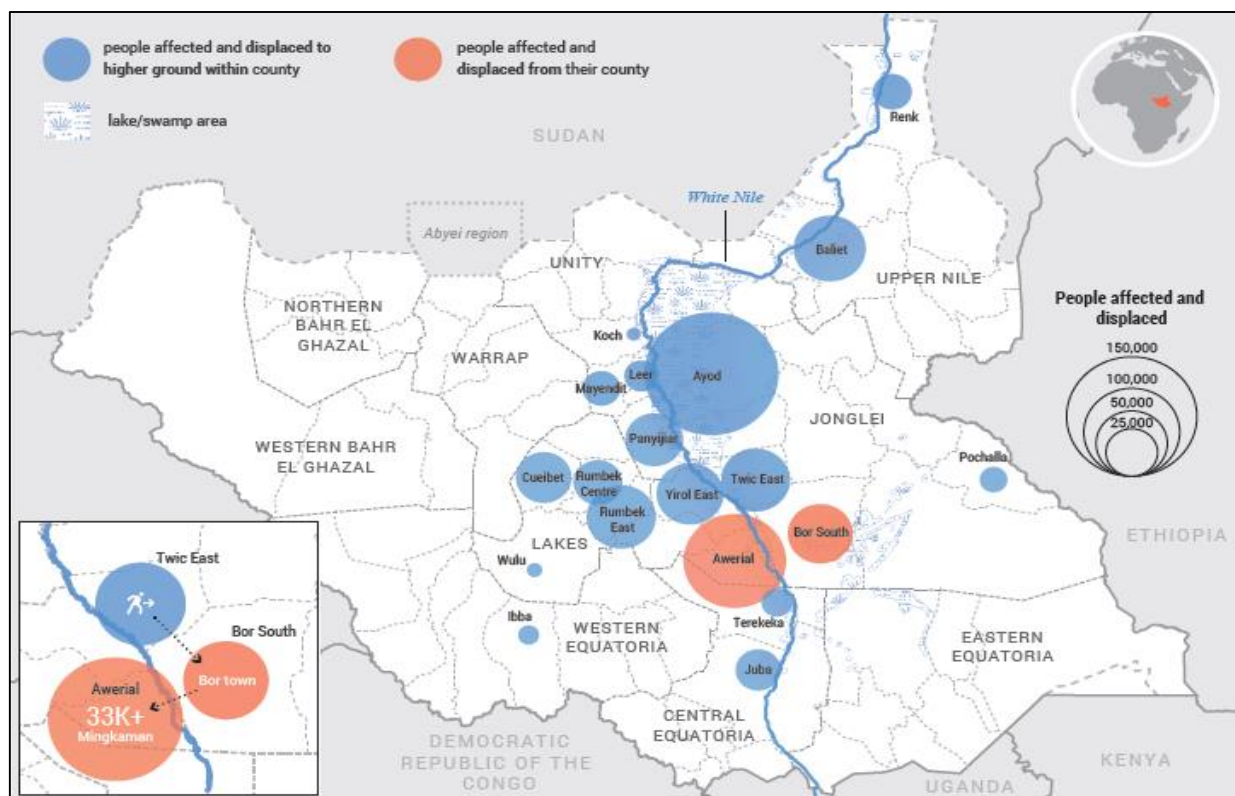 people affected and displaced to
higher ground within county
people affected and
displaced from their county
lake/swamp area
SUDAN
Renk
White Nile
Abyei region
Baliet
UNITY
UPPER NILE
NORTHERN
BAHR EL
GHAZAL
People affected and
displaced
150,000
100,000
50,000
25,000
Koch
WARRAP
Leer
Ayod
Mayendit
JONGLEI
Panyijiar
WESTERN BAHR
EL GHAZAL
Pochalla
Cueibet
Rumbek
Centre
Yirol East
Twic East
Rumbek
East
Bor South
ETHIOPIA
LAKES
Awerial
Wulu
Terekeka
Ibba
WESTERN
EQUATORIA
EASTERN
EQUATORIA
Juba
CENTRAL
EQUATORIA
DEMOCRATIC
REPUBLIC OF THE
CONGO
UGANDA
KENYA
Twic East
Bor South
Bor town
Awerial
33K+
Mingkaman